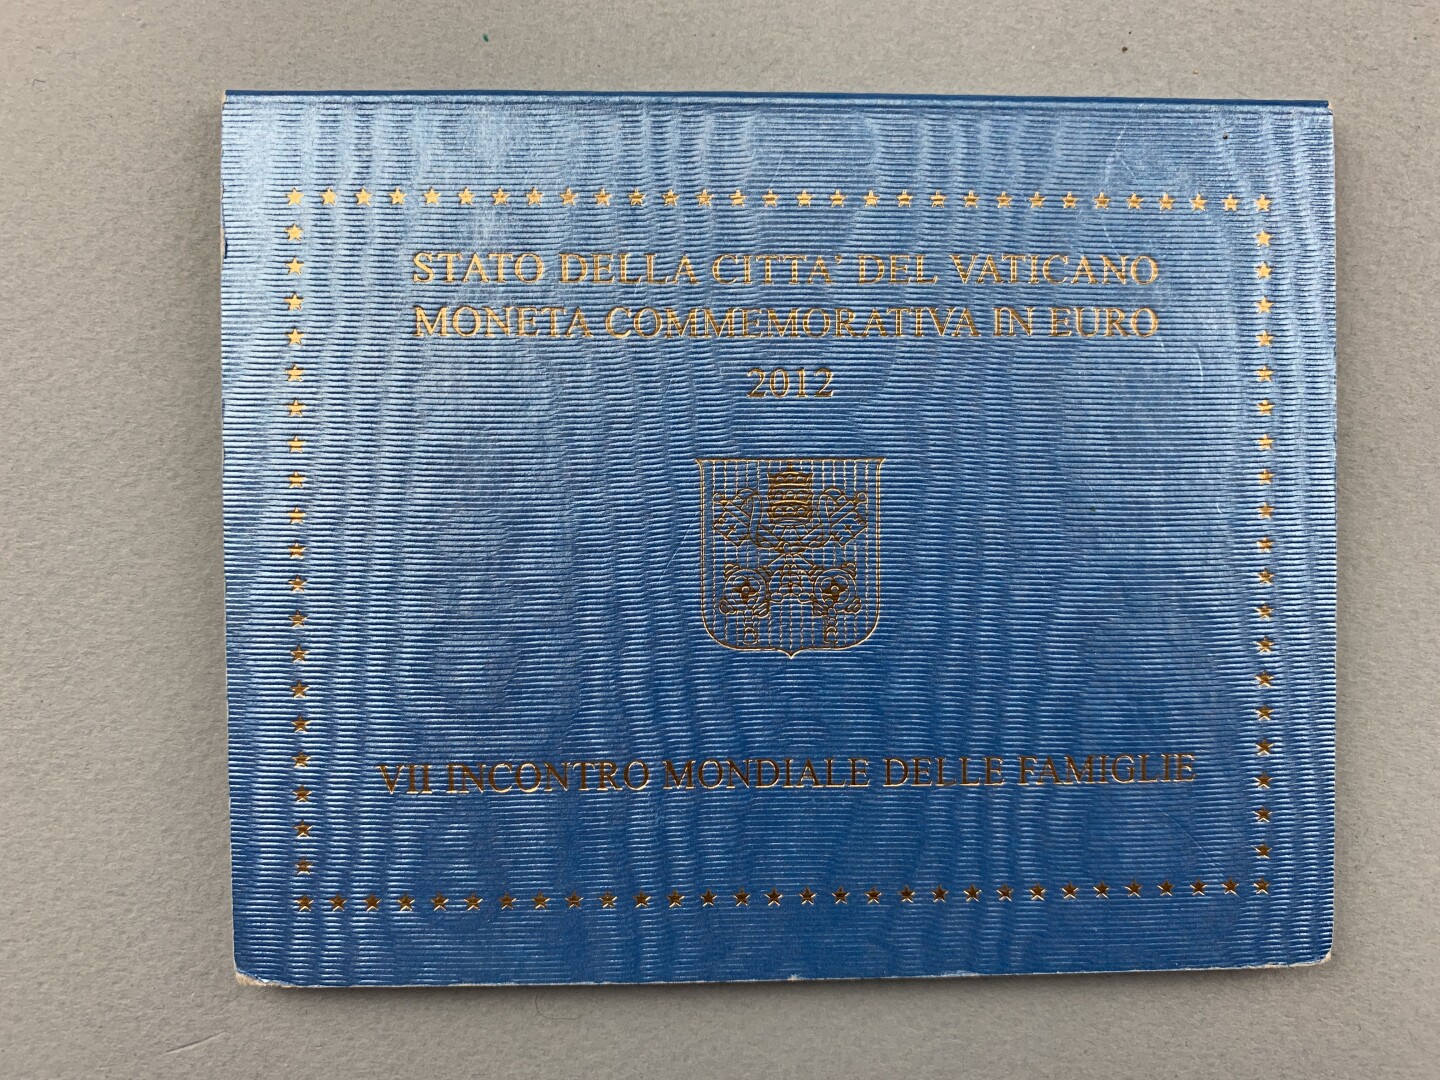 STATO DELLA CITTA' DEL VATICANO
MONETA COMMEMORATIVA IN EURO
2012
VII INCONTRO MONDIALE DELLE FAMIGLIE